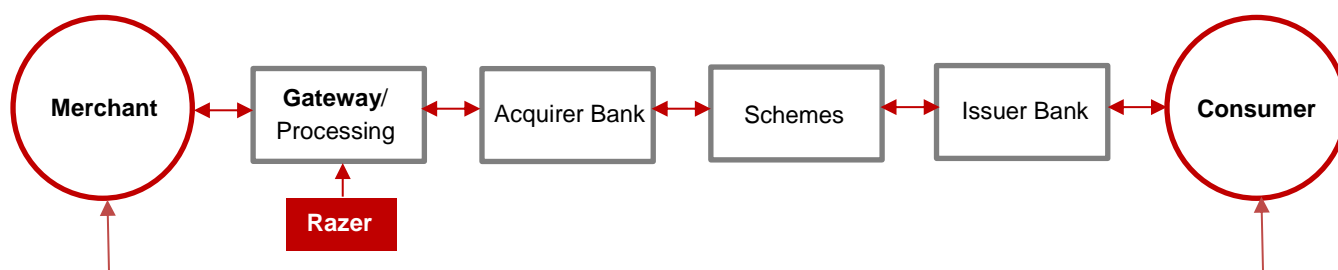 Merchant
Gateway/
Processing
Acquirer Bank
Schemes
Issuer Bank
Consumer
Razer